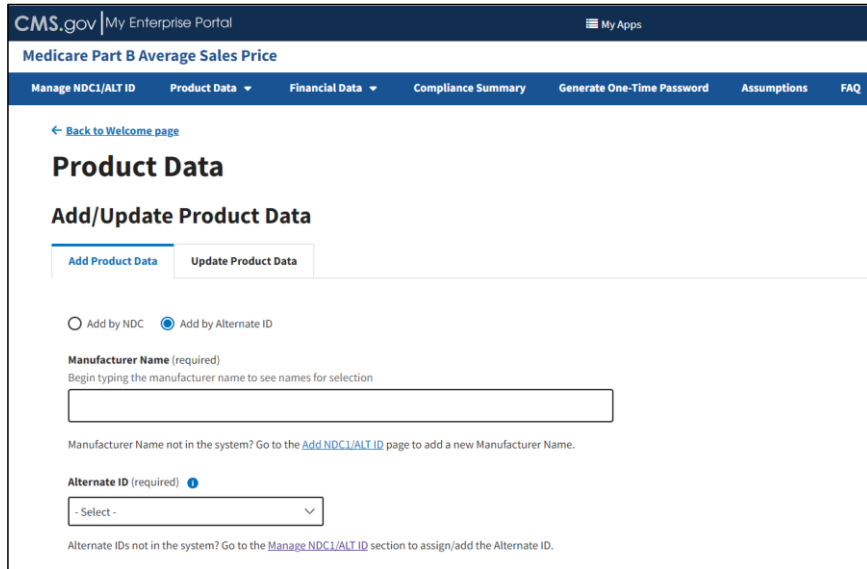 CMS.gov My Enterprise Portal
My Apps
Medicare Part B Average Sales Price
Manage NDC1/ALT ID Product Data Financial Data Compliance Summary Generate One-Time Password Assumptions FAQ
← Back to Welcome page
Product Data
Add/Update Product Data
Add Product Data Update Product Data
Add by NDC Add by Alternate ID
Manufacturer Name (required)
Begin typing the manufacturer name to see names for selection
Manufacturer Name not in the system? Go to the Add NDC1/ALT ID page to add a new Manufacturer Name.
Alternate ID (required)
- Select -
Alternate IDs not in the system? Go to the Manage NDC1/ALT ID section to assign/add the Alternate ID.